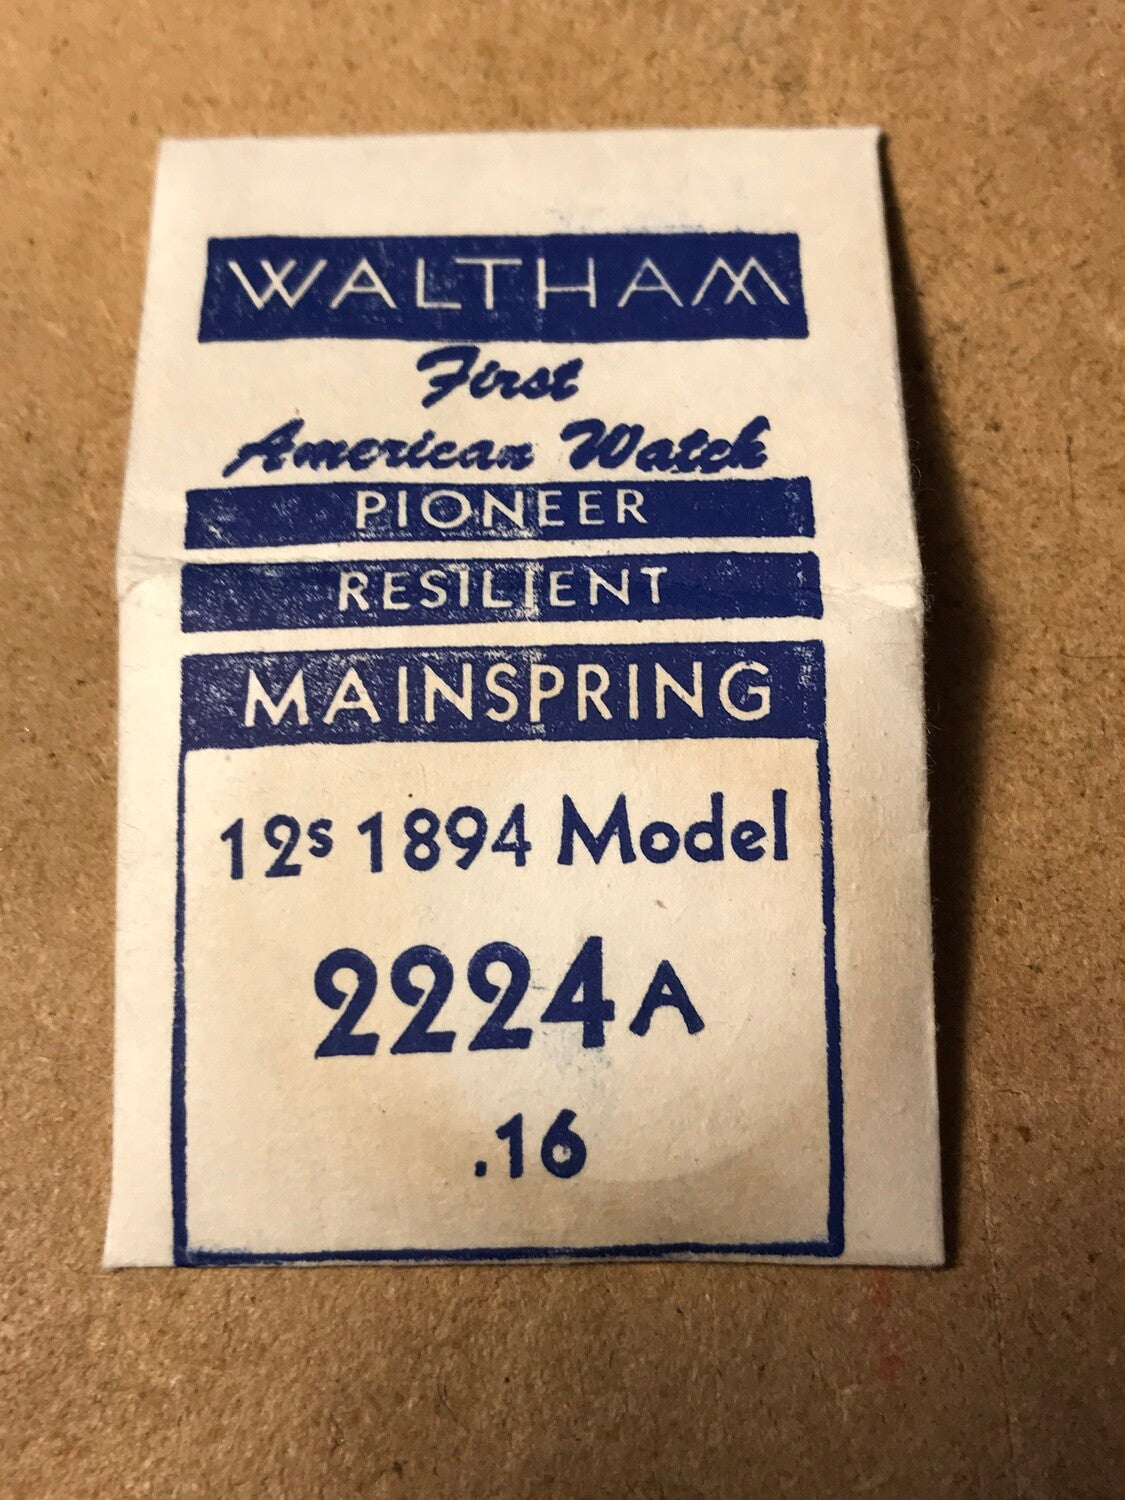 WALTHAM
First
American Watch
PIONEER
RESILIENT
MAINSPRING
12s 1894 Model
2224A
.16